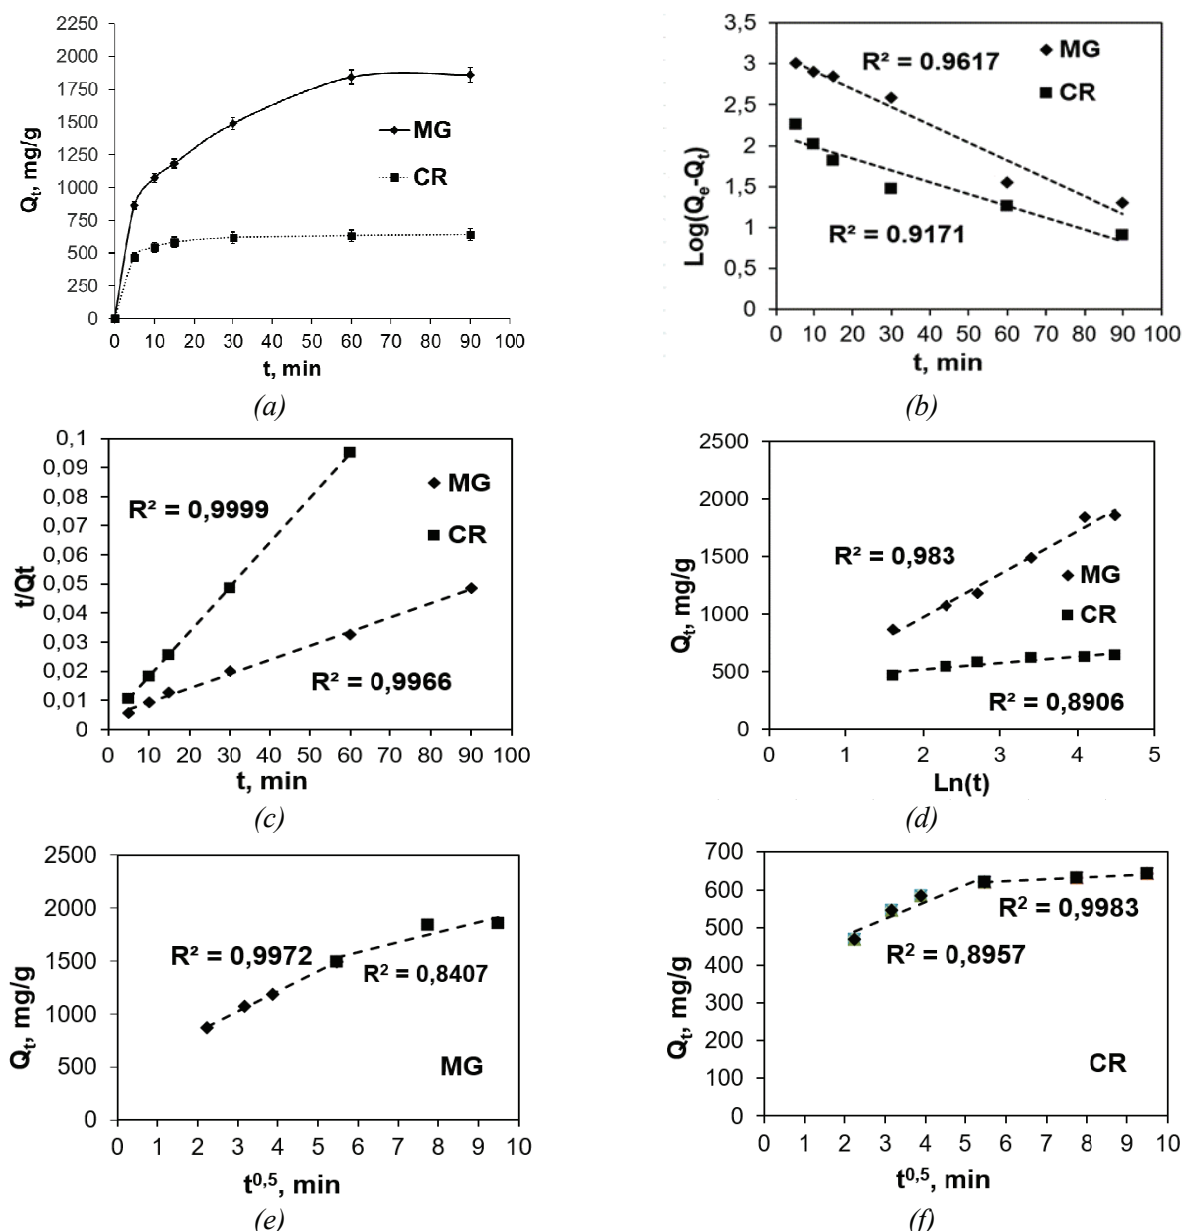 2250
2000
1750
1500
1250
1000
750
500
250
0
Qt, mg/g
MG
CR
0 10 20 30 40 50 60 70 80 90 100
t, min
(a)
3,5
3
2,5
2
1,5
1
0,5
0
Log(Qe-Qt)
R² = 0.9617
MG
CR
R² = 0.9171
0 10 20 30 40 50 60 70 80 90 100
t, min
(b)
0,1
0,09
0,08
0,07
0,06
0,05
0,04
0,03
0,02
0,01
0
t/Qt
R² = 0,9999
MG
CR
R² = 0,9966
0 10 20 30 40 50 60 70 80 90 100
t, min
(c)
2500
2000
1500
1000
500
0
Qt, mg/g
R² = 0,983
MG
CR
R² = 0,8906
0 1 2 3 4 5
Ln(t)
(d)
2500
2000
1500
1000
500
0
Qt, mg/g
R² = 0,9972
R² = 0,8407
MG
0 1 2 3 4 5 6 7 8 9 10
t0,5, min
(e)
700
600
500
400
300
200
100
0
Qt, mg/g
R² = 0,9983
R² = 0,8957
CR
0 1 2 3 4 5 6 7 8 9 10
t0,5, min
(f)